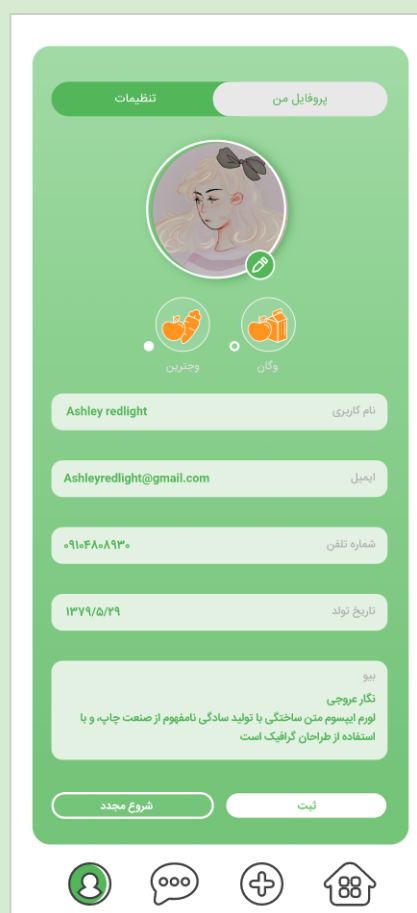 پروفایل من
تنظیمات
وگان
وجترین
نام کاربری
Ashley redlight
ایمیل
Ashleyredlight@gmail.com
شماره تلفن
۰۹۱۰۴۸۰۸۹۳۰
تاریخ تولد
۱۳۷۹/۵/۲۹
بیو
نگار عروجی
لورم ایپسوم متن ساختگی با تولید سادگی نامفهوم از صنعت چاپ، و با
استفاده از طراحان گرافیک است
ثبت
شروع مجدد